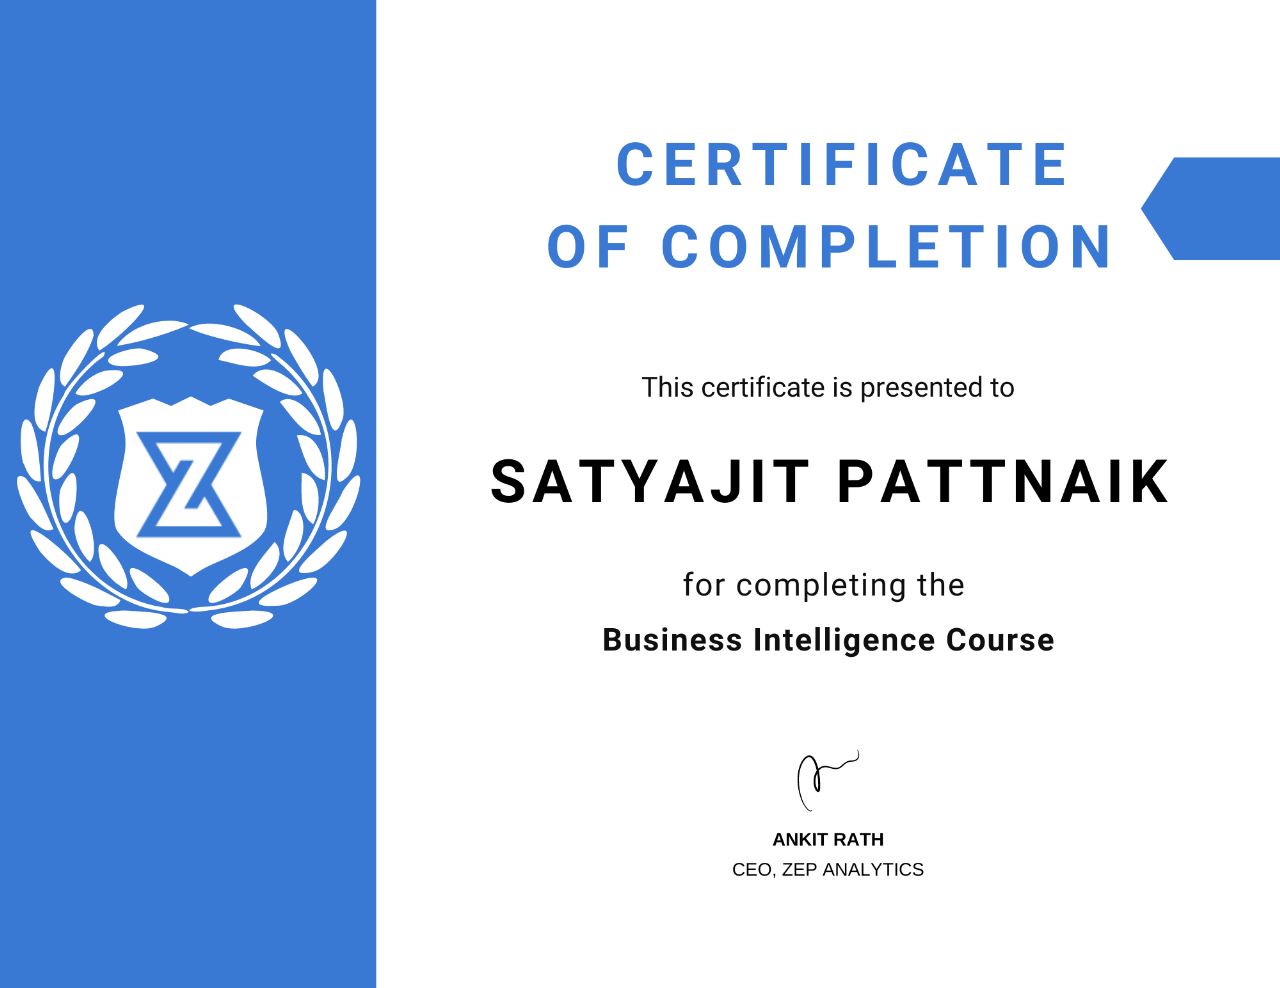 CERTIFICATE
OF COMPLETION
This certificate is presented to
SATYAJIT PATTNAIK
for completing the
Business Intelligence Course
ANKIT RATH
CEO, ZEP ANALYTICS